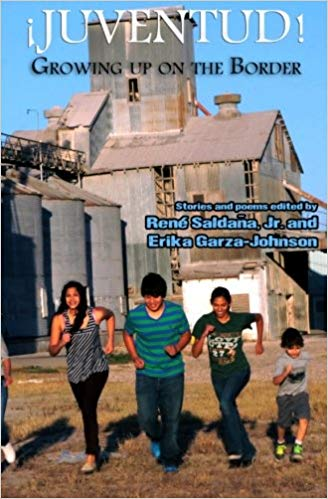 ¡JUVENTUD!
GROWING UP ON THE BORDER
Stories and poems edited by
René Saldaña, Jr. and
Erika Garza-Johnson